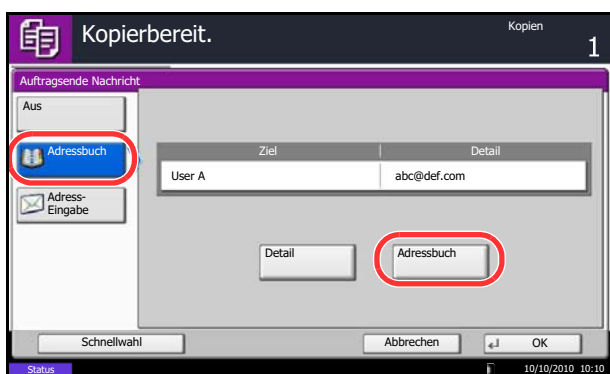 Kopierbereit.
Kopien
1
Auftragsende Nachricht
Aus
Adressbuch
Adress-
Eingabe
Ziel Detail
User A abc@def.com
Detail
Adressbuch
Schnellwahl
Abbrechen
OK
Status
10/10/2010 10:10